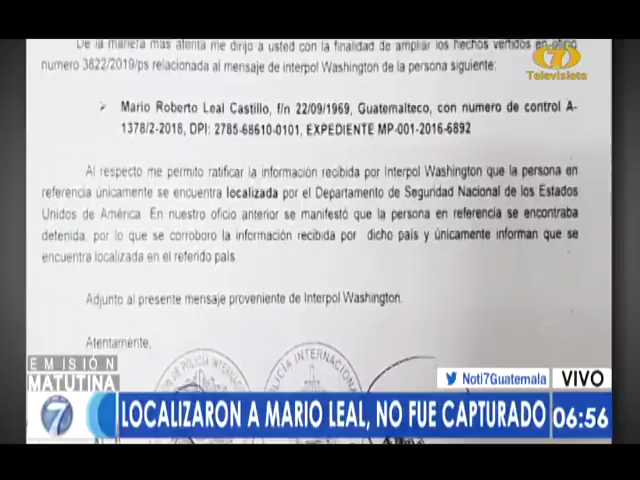 De la manera más atenta me dirijo a usted con la finalidad de ampliar los hechos vertidos en oficio
numero 3822/2019/ps relacionada al mensaje de interpol Washington de la persona siguiente:
7
Televisiete
➢ Mario Roberto Leal Castillo, f/n 22/09/1969, Guatemalteco, con numero de control A-
1378/2-2018, DPI: 2785-68610-0101, EXPEDIENTE MP-001-2016-6892
Al respecto me permito ratificar la información recibida por Interpol Washington que la persona en
referencia únicamente se encuentra localizada por el Departamento de Seguridad Nacional de los Estados
Unidos de América. En nuestro oficio anterior se manifestó que la persona en referencia se encontraba
detenida, por lo que se corroboro la información recibida por dicho país y únicamente informan que se
encuentra localizada en el referido país.
Adjunto al presente mensaje proveniente de Interpol Washington.
Atentamente,
DE POLICÍA INTERNA
LICÍA INTERNACIONAL
EMISIÓN
MATUTINA
Noti7Guatemala
VIVO
7
LOCALIZARON A MARIO LEAL, NO FUE CAPTURADO
06:56